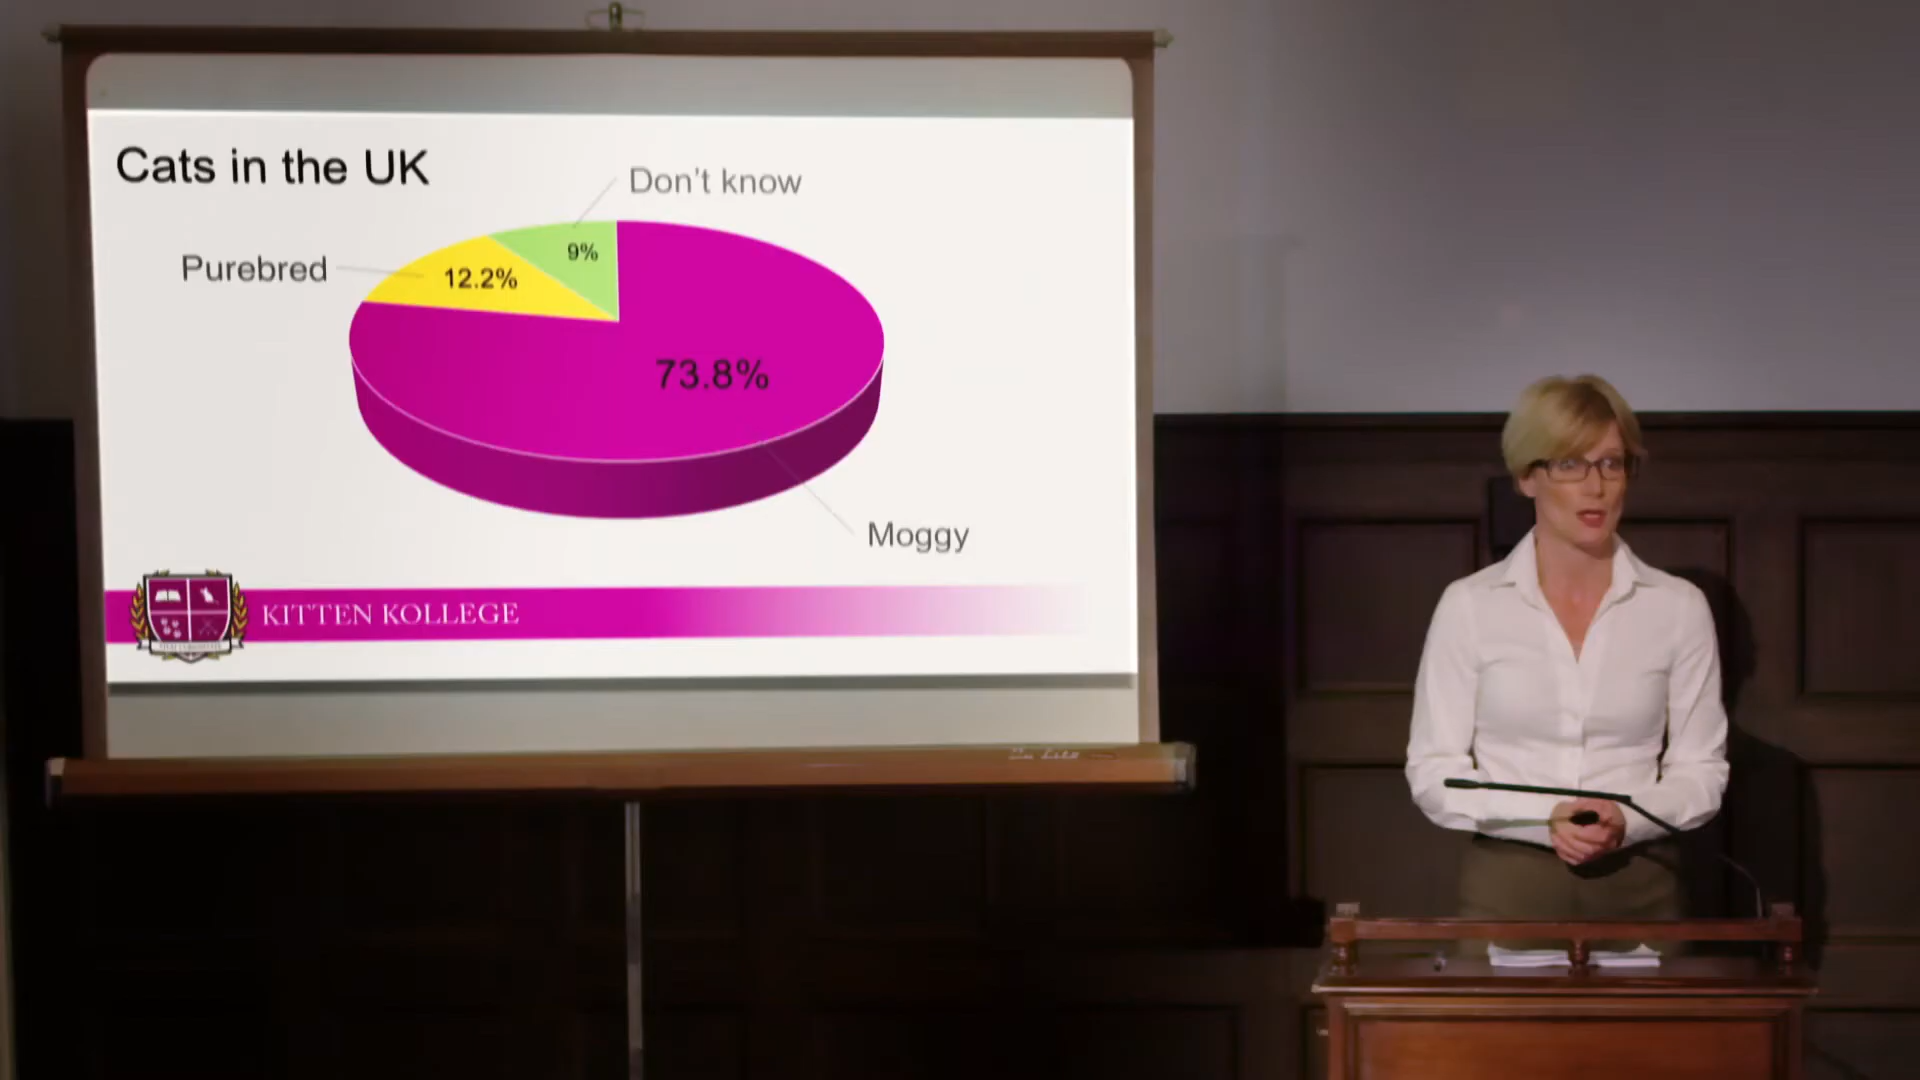 Cats in the UK
Don't know
9%
Purebred
12.2%
73.8%
Moggy
KITTEN KOLLEGE